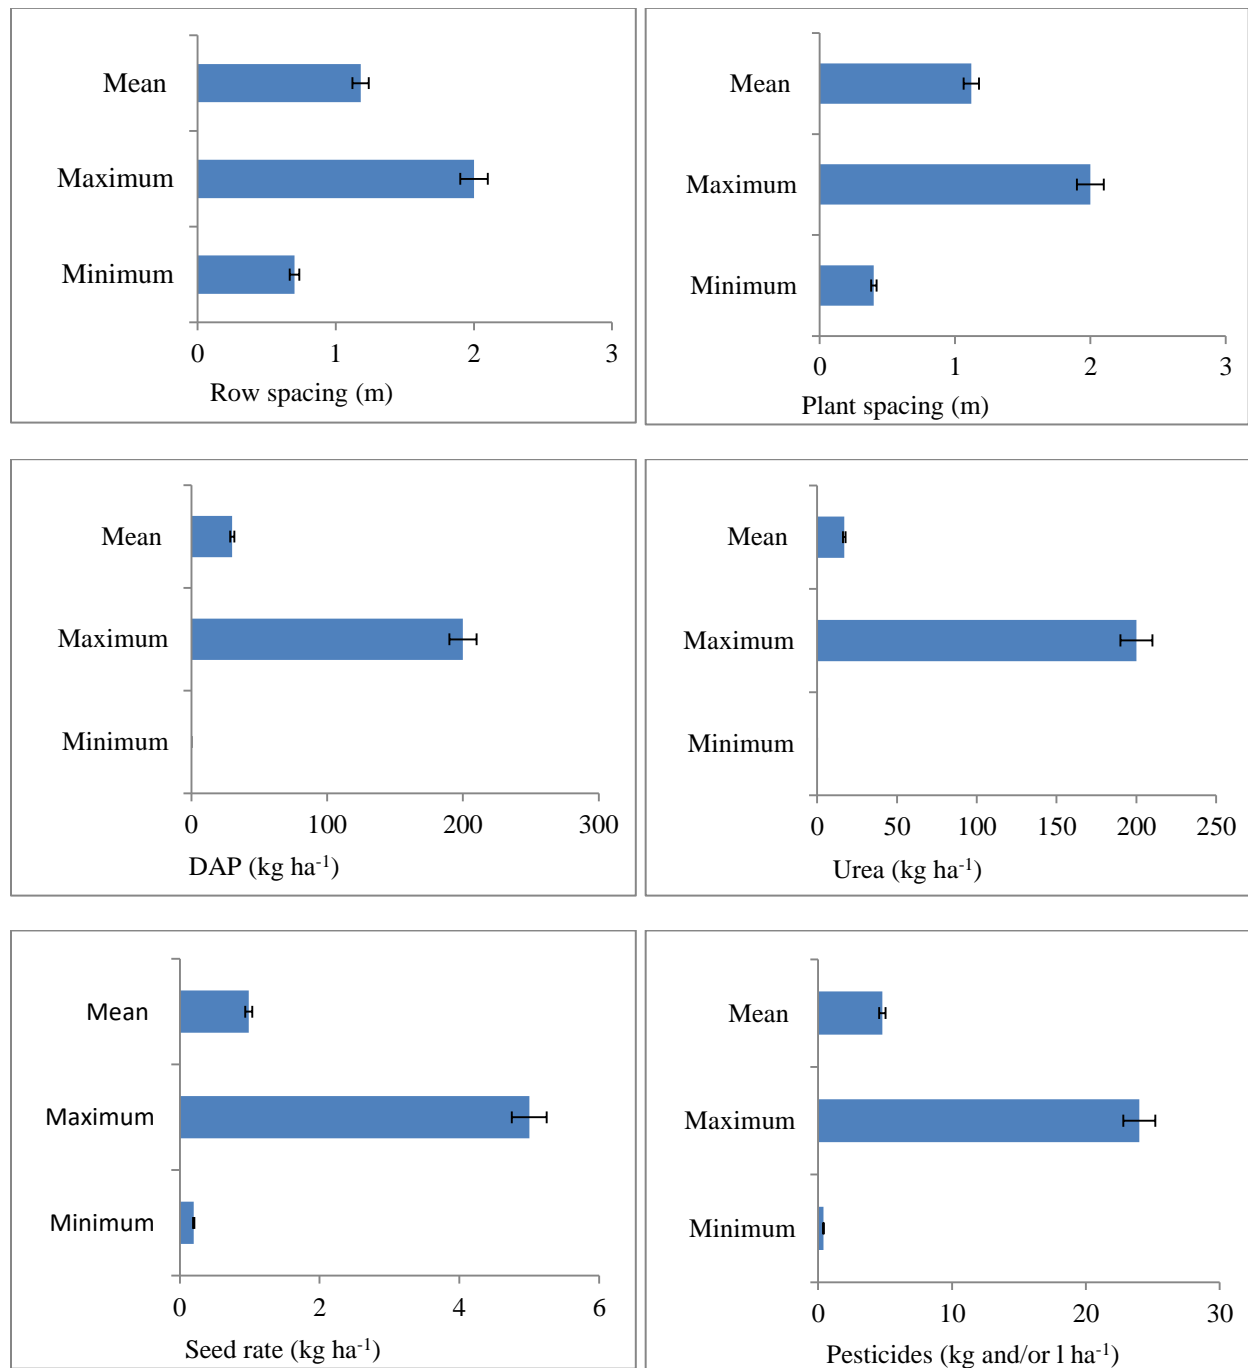 Mean
Maximum
Minimum
0 1 2 3
Row spacing (m)
Mean
Maximum
Minimum
0 1 2 3
Plant spacing (m)
Mean
Maximum
Minimum
0 100 200 300
DAP (kg ha⁻¹)
Mean
Maximum
Minimum
0 50 100 150 200 250
Urea (kg ha⁻¹)
Mean
Maximum
Minimum
0 2 4 6
Seed rate (kg ha⁻¹)
Mean
Maximum
Minimum
0 10 20 30
Pesticides (kg and/or l ha⁻¹)